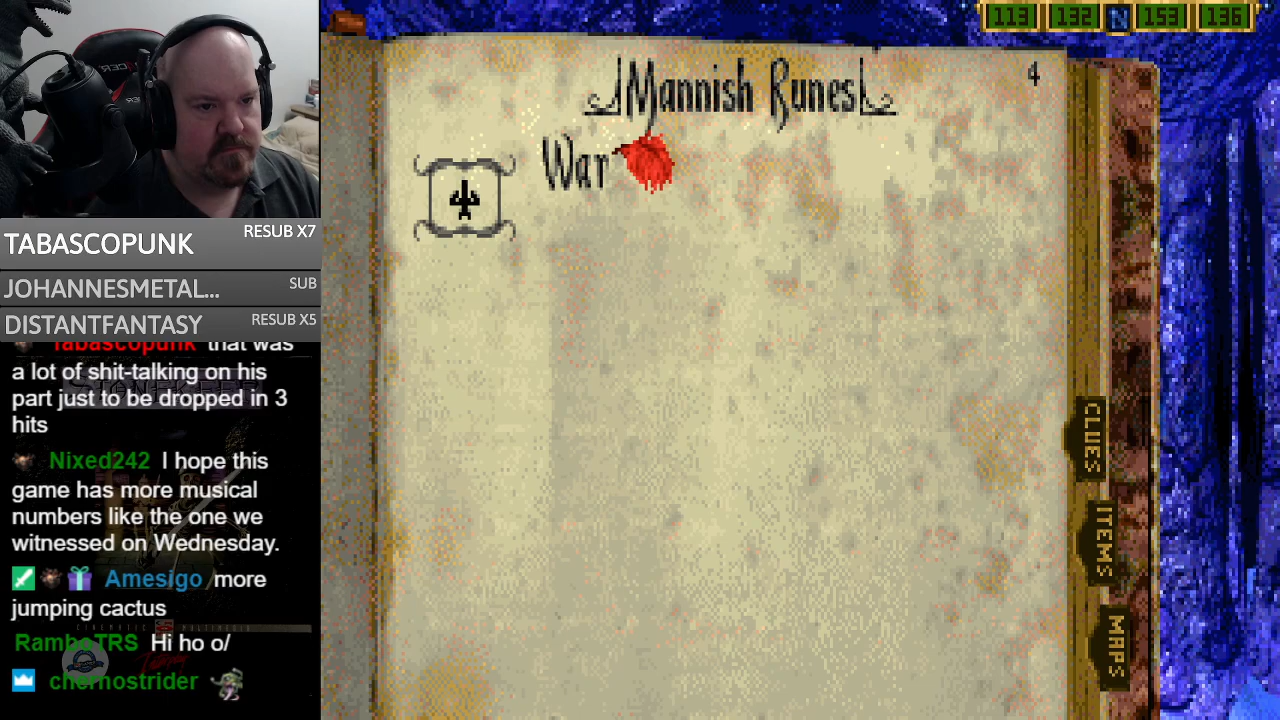 113 132 N 153 136
Mannish Runes
4
War
TABASCOPUNK RESUB X7
JOHANNESMETAL... SUB
DISTANTFANTASY RESUB X5
Tabascopunk that was
a lot of shit-talking on his
part just to be dropped in 3
hits
Nixed242 I hope this
game has more musical
numbers like the one we
witnessed on Wednesday.
Amesigo more
jumping cactus
RamboTRS Hi ho o/
chernostrider
CLUES
ITEMS
MAPS